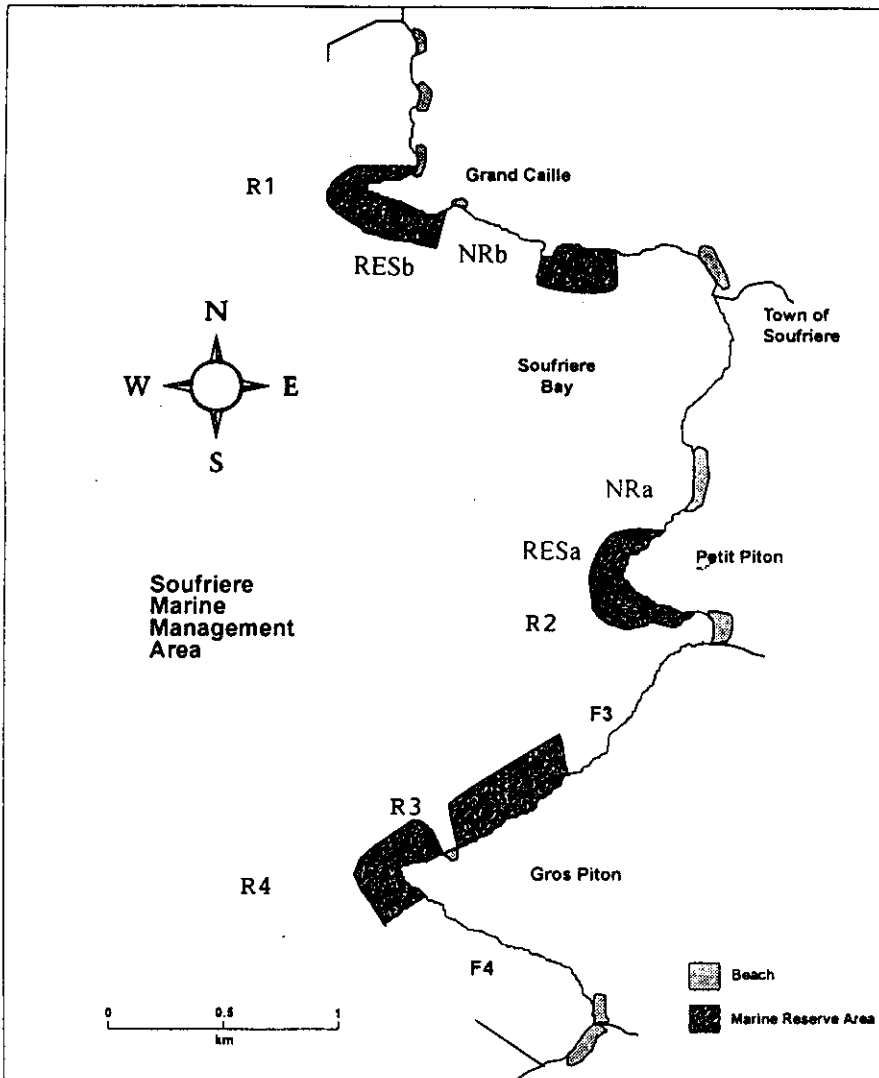 R1
Grand Caille
RESb
NRb
N
W
E
S
Town of
Soufriere
Soufriere
Bay
NRa
RESa
Petit Piton
R2
Soufriere
Marine
Management
Area
F3
R3
R4
Gros Piton
F4
Beach
Marine Reserve Area
0
0.5
1
km